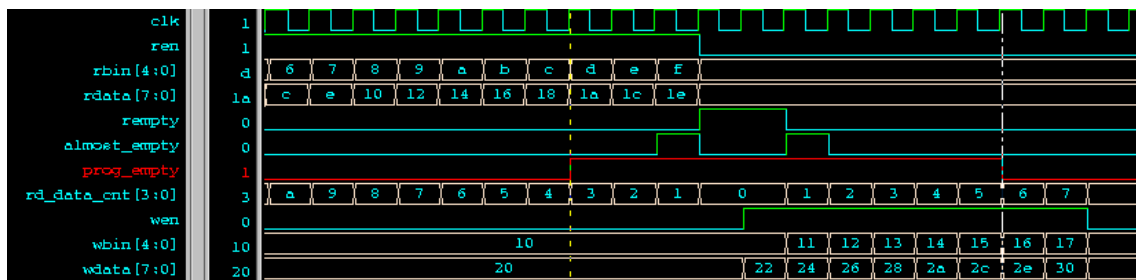 clk 1
ren 1
rbin[4:0] d 6 7 8 9 a b c d e f
rdata[7:0] 1a c e 10 12 14 16 18 1a 1c 1e
rempty 0
almost_empty 0
prog_empty 1
rd_data_cnt[3:0] 3 a 9 8 7 6 5 4 3 2 1 0 1 2 3 4 5 6 7
wen 0
wbin[4:0] 10 10 11 12 13 14 15 16 17
wdata[7:0] 20 20 22 24 26 28 2a 2c 2e 30